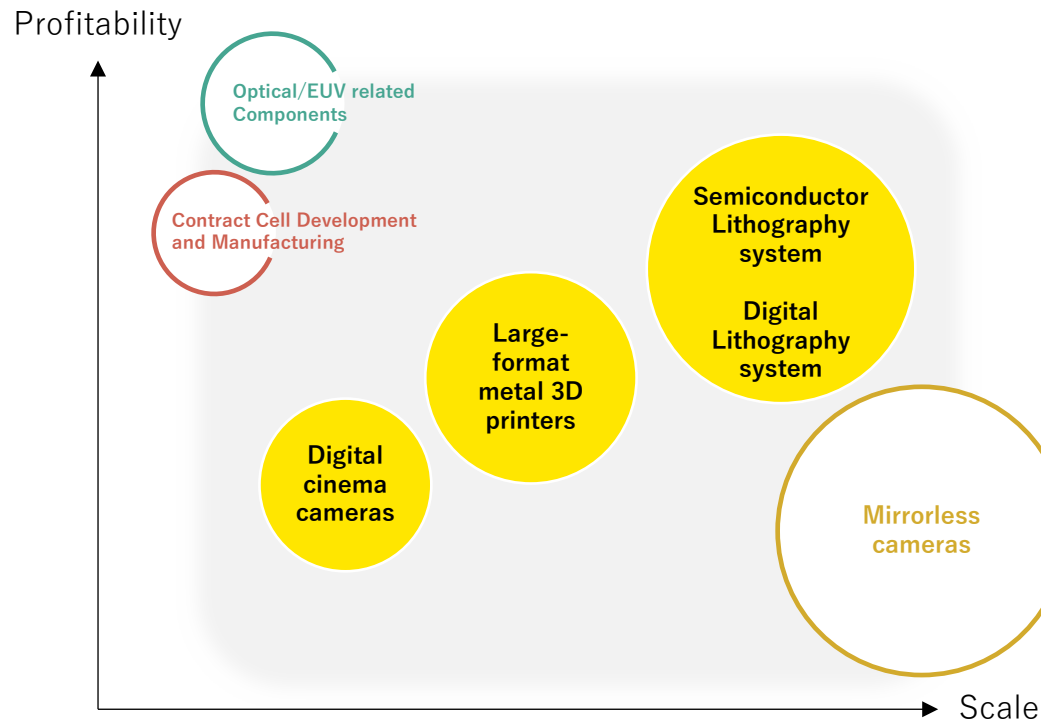 Profitability
Optical/EUV related
Components
Contract Cell Development
and Manufacturing
Semiconductor
Lithography
system
Digital
Lithography
system
Large-
format
metal 3D
printers
Digital
cinema
cameras
Mirrorless
cameras
Scale